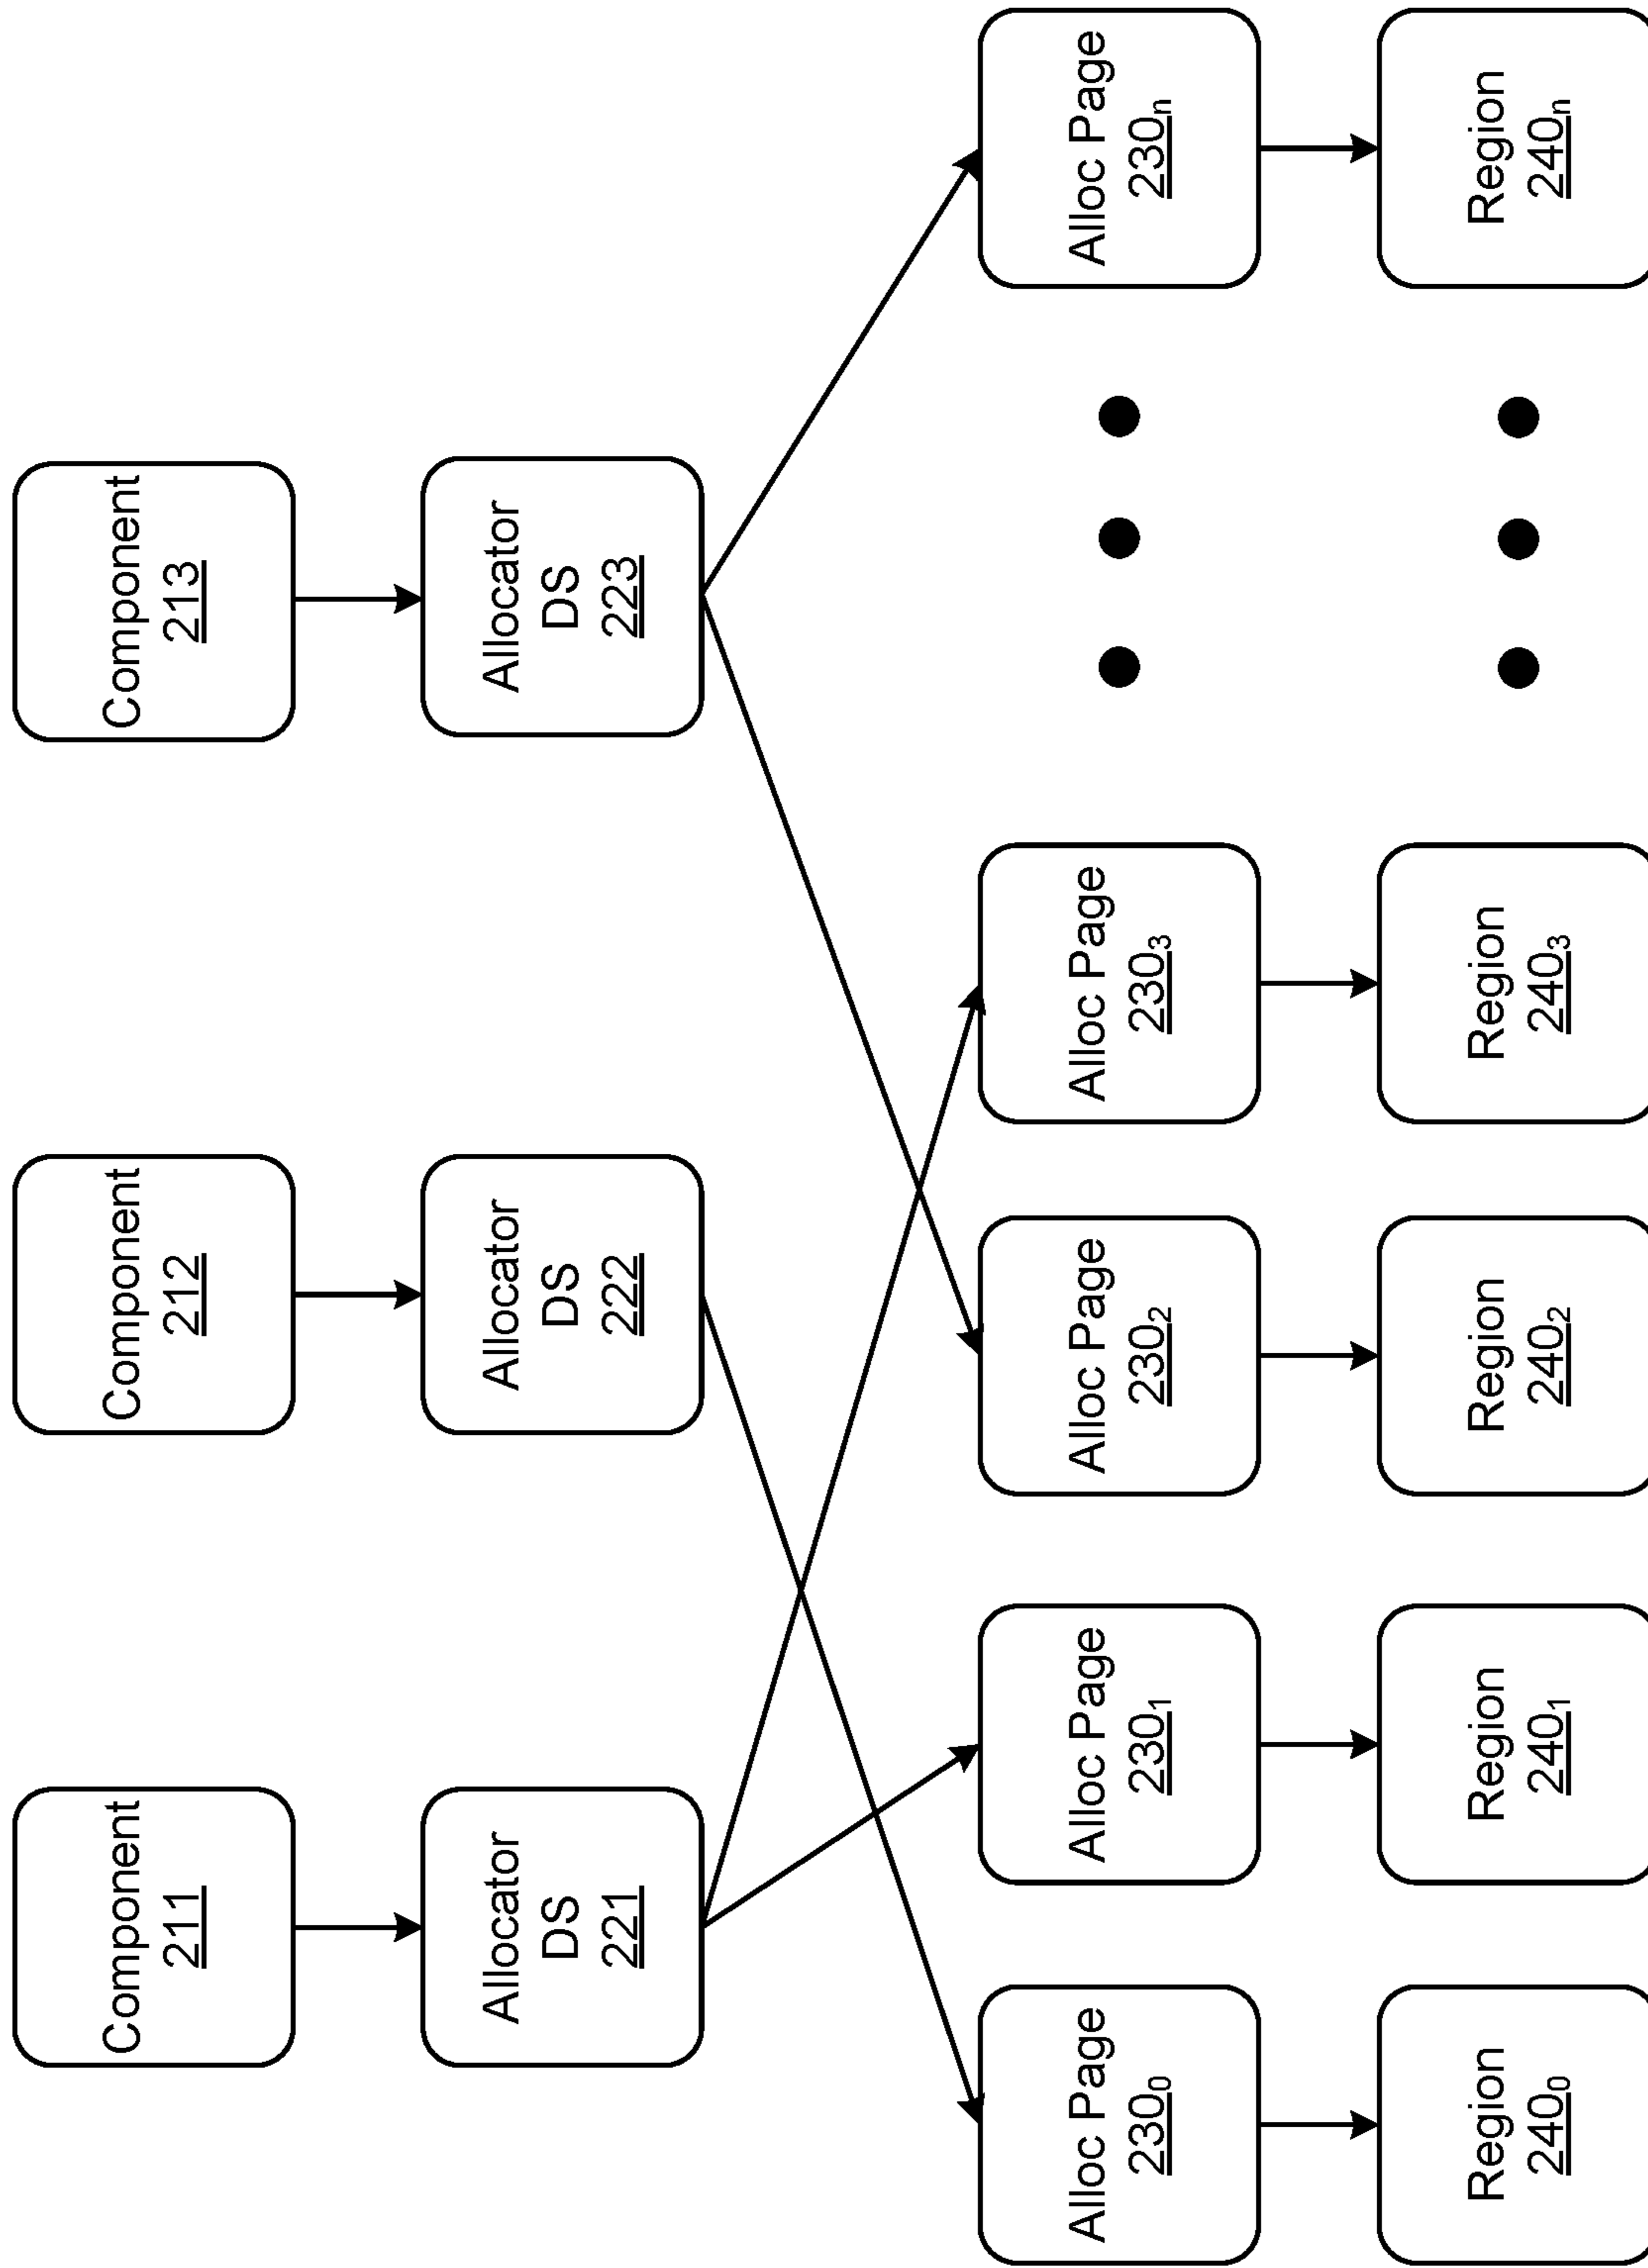 Component
211
Component
212
Component
213
Allocator
DS
221
Allocator
DS
222
Allocator
DS
223
Alloc Page
230₀
Alloc Page
230₁
Alloc Page
230₂
Alloc Page
230₃
Alloc Page
230ₙ
Region
240₀
Region
240₁
Region
240₂
Region
240₃
Region
240ₙ